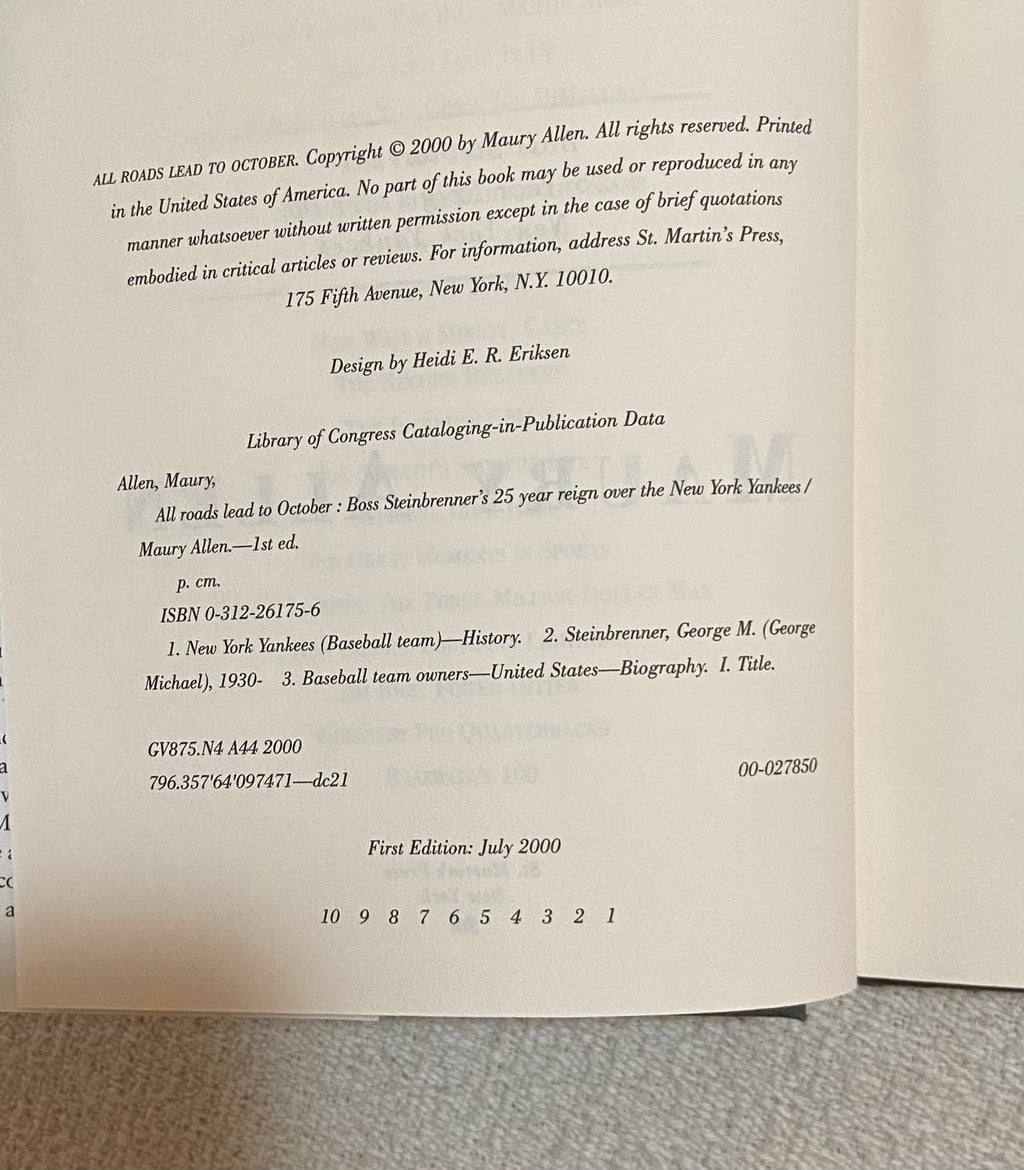 ALL ROADS LEAD TO OCTOBER. Copyright © 2000 by Maury Allen. All rights reserved. Printed
in the United States of America. No part of this book may be used or reproduced in any
manner whatsoever without written permission except in the case of brief quotations
embodied in critical articles or reviews. For information, address St. Martin's Press,
175 Fifth Avenue, New York, N.Y. 10010.
Design by Heidi E. R. Eriksen
Library of Congress Cataloging-in-Publication Data
Allen, Maury,
All roads lead to October : Boss Steinbrenner's 25 year reign over the New York Yankees /
Maury Allen.—1st ed.
p. cm.
ISBN 0-312-26175-6
1. New York Yankees (Baseball team)—History. 2. Steinbrenner, George M. (George
Michael), 1930- 3. Baseball team owners—United States—Biography. I. Title.
GV875.N4 A44 2000
796.357'64'097471—dc21
00-027850
First Edition: July 2000
10 9 8 7 6 5 4 3 2 1